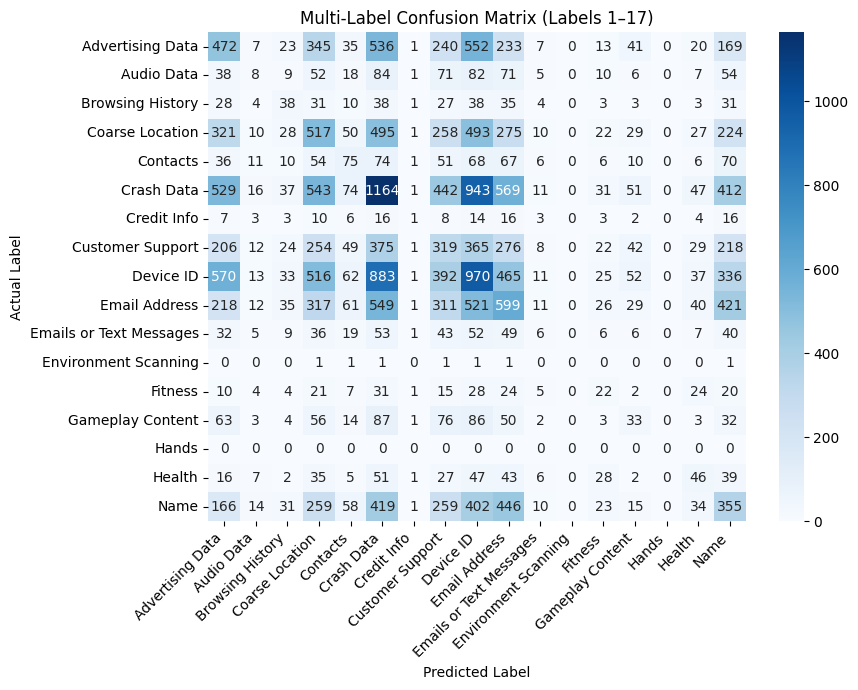 Multi-Label Confusion Matrix (Labels 1–17)
Actual Label
Advertising Data 472 7 23 345 35 536 1 240 552 233 7 0 13 41 0 20 169
Audio Data 38 8 9 52 18 84 1 71 82 71 5 0 10 6 0 7 54
Browsing History 28 4 38 31 10 38 1 27 38 35 4 0 3 3 0 3 31
Coarse Location 321 10 28 517 50 495 1 258 493 275 10 0 22 29 0 27 224
Contacts 36 11 10 54 75 74 1 51 68 67 6 0 6 10 0 6 70
Crash Data 529 16 37 543 74 1164 1 442 943 569 11 0 31 51 0 47 412
Credit Info 7 3 3 10 6 16 1 8 14 16 3 0 3 2 0 4 16
Customer Support 206 12 24 254 49 375 1 319 365 276 8 0 22 42 0 29 218
Device ID 570 13 33 516 62 883 1 392 970 465 11 0 25 52 0 37 336
Email Address 218 12 35 317 61 549 1 311 521 599 11 0 26 29 0 40 421
Emails or Text Messages 32 5 9 36 19 53 1 43 52 49 6 0 6 6 0 7 40
Environment Scanning 0 0 0 1 1 1 0 1 1 1 0 0 0 0 0 0 1
Fitness 10 4 4 21 7 31 1 15 28 24 5 0 22 2 0 24 20
Gameplay Content 63 3 4 56 14 87 1 76 86 50 2 0 3 33 0 3 32
Hands 0 0 0 0 0 0 0 0 0 0 0 0 0 0 0 0 0
Health 16 7 2 35 5 51 1 27 47 43 6 0 28 2 0 46 39
Name 166 14 31 259 58 419 1 259 402 446 10 0 23 15 0 34 355
Advertising Data
Audio Data
Browsing History
Coarse Location
Contacts
Crash Data
Credit Info
Customer Support
Device ID
Email Address
Emails or Text Messages
Environment Scanning
Fitness
Gameplay Content
Hands
Health
Name
Predicted Label
1000
800
600
400
200
0